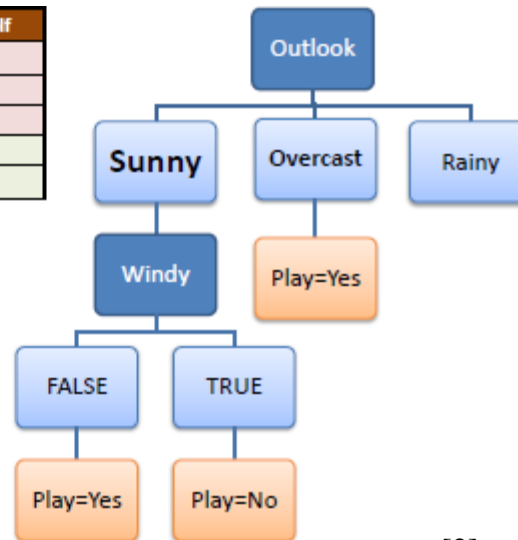 lf
Outlook
Sunny
Overcast
Rainy
Windy
Play=Yes
FALSE
TRUE
Play=Yes
Play=No